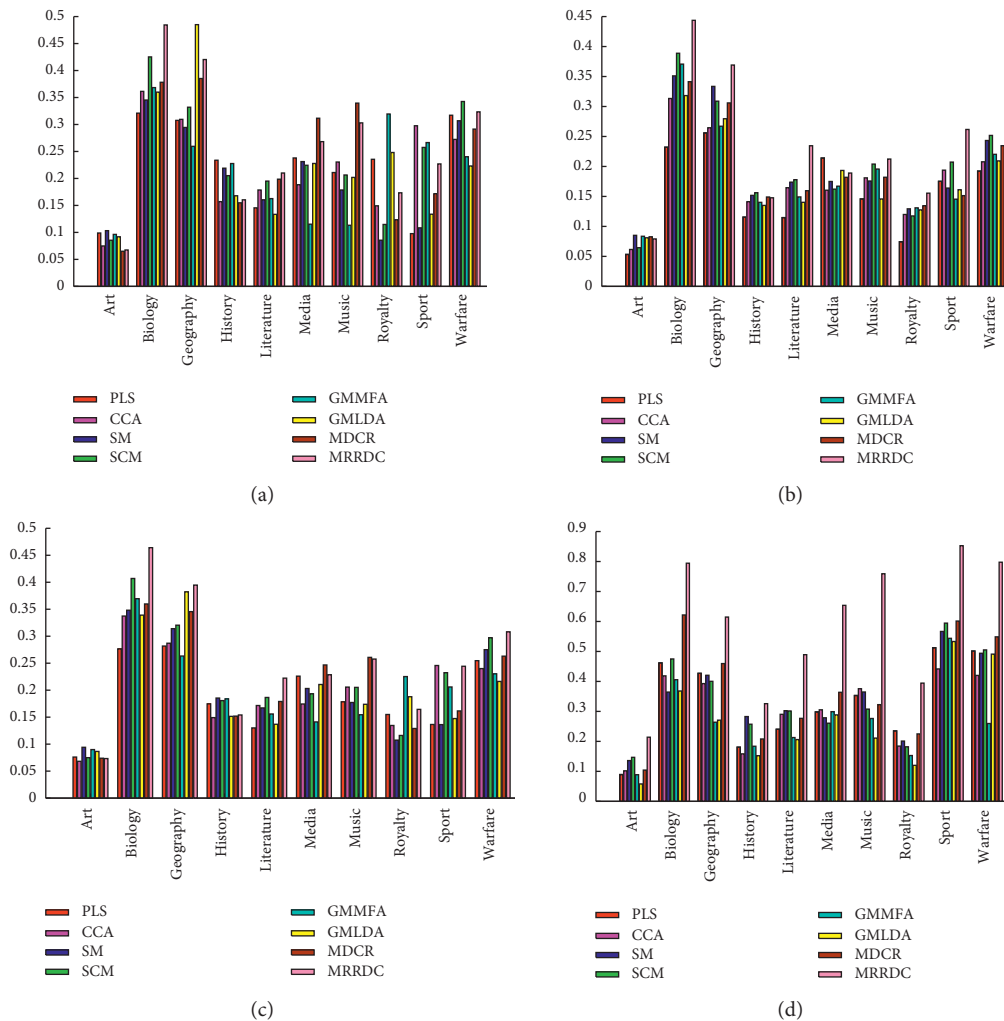 0.5
0.45
0.4
0.35
0.3
0.25
0.2
0.15
0.1
0.05
0
Art
Biology
Geography
History
Literature
Media
Music
Royalty
Sport
Warfare
PLS
CCA
SM
SCM
GMMFA
GMLDA
MDCR
MRRDC
(a)
0.45
0.4
0.35
0.3
0.25
0.2
0.15
0.1
0.05
0
Art
Biology
Geography
History
Literature
Media
Music
Royalty
Sport
Warfare
PLS
CCA
SM
SCM
GMMFA
GMLDA
MDCR
MRRDC
(b)
0.5
0.45
0.4
0.35
0.3
0.25
0.2
0.15
0.1
0.05
0
Art
Biology
Geography
History
Literature
Media
Music
Royalty
Sport
Warfare
PLS
CCA
SM
SCM
GMMFA
GMLDA
MDCR
MRRDC
(c)
0.9
0.8
0.7
0.6
0.5
0.4
0.3
0.2
0.1
0
Art
Biology
Geography
History
Literature
Media
Music
Royalty
Sport
Warfare
PLS
CCA
SM
SCM
GMMFA
GMLDA
MDCR
MRRDC
(d)